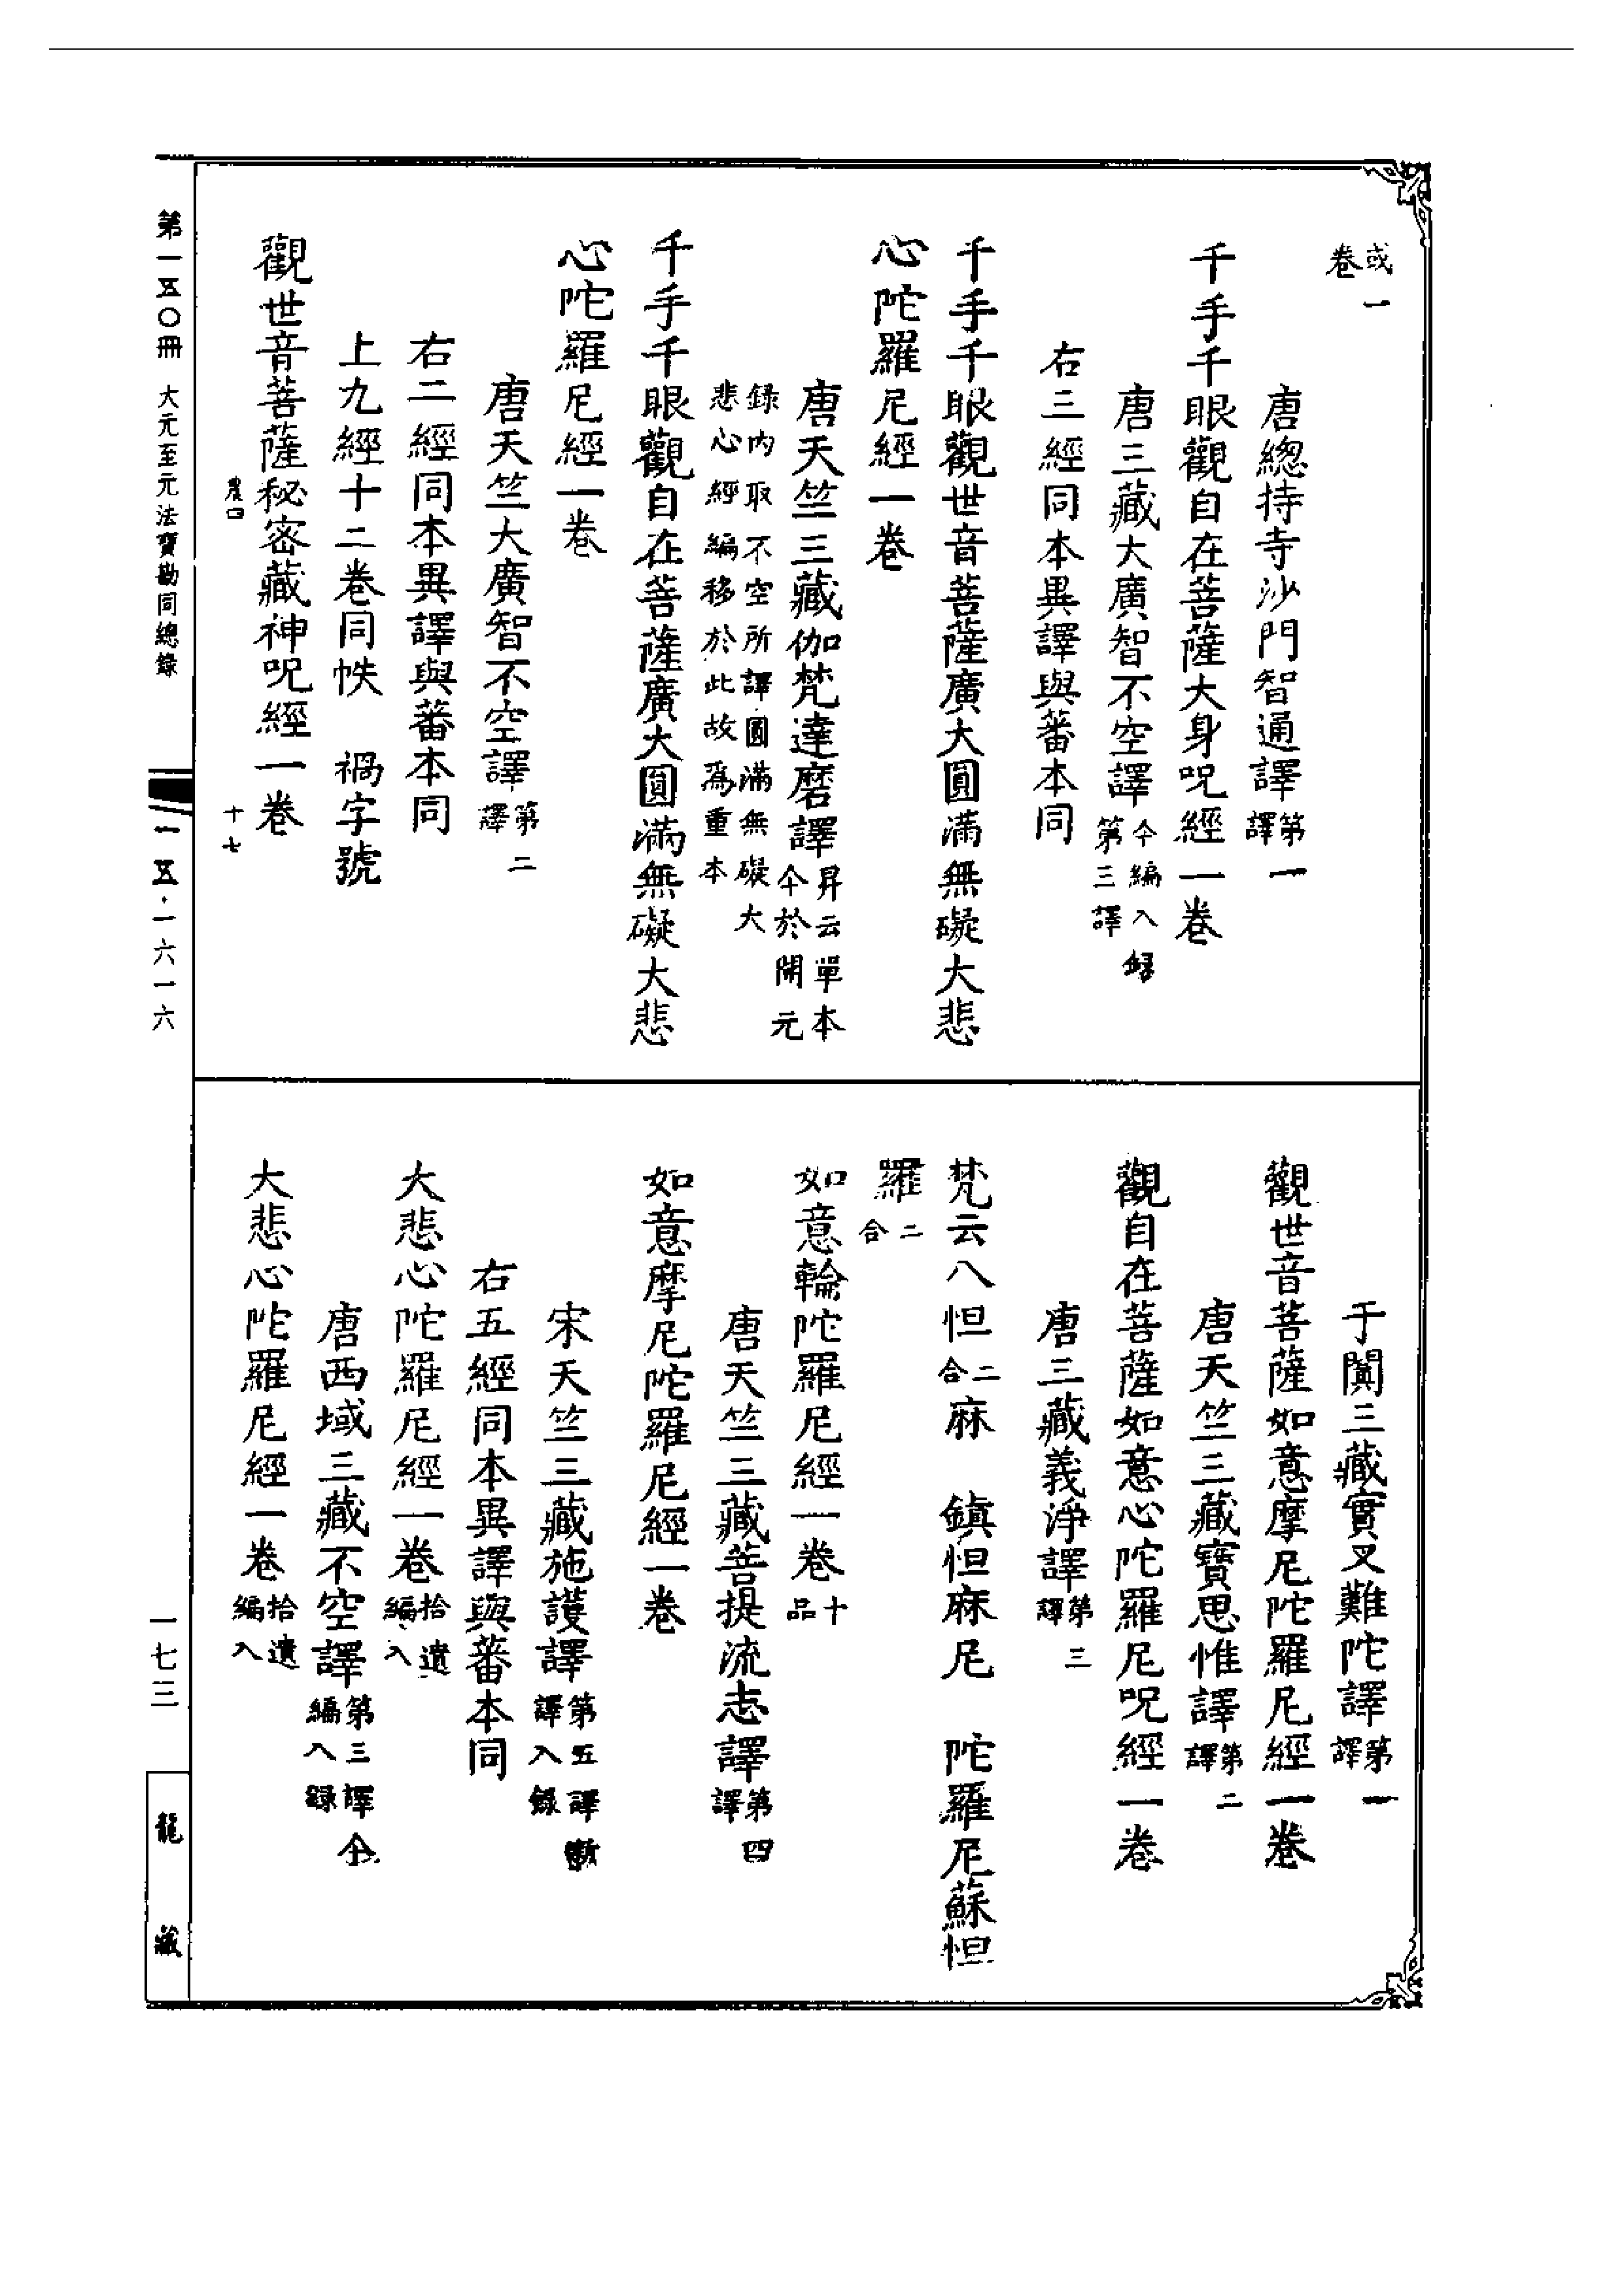 或一卷
唐總持寺沙門智通譯第一譯
千手千眼觀自在菩薩大身呪經一卷
唐三藏大廣智不空譯今編入録第三譯
右三經同本異譯與蕃本同
千手千眼觀世音菩薩廣大圓滿無礙大悲
心陀羅尼經一卷
唐天竺三藏伽梵達磨譯昇云單本今於開元
録内取不空所譯圓滿無礙大悲心經編移於此故爲重本
千手千眼觀自在菩薩廣大圓滿無礙大悲
心陀羅尼經一卷
唐天竺大廣智不空譯第二譯
右二經同本異譯與蕃本同
上九經十二卷同帙　禍字號
觀世音菩薩秘密藏神呪經一卷
農四　十七
于闐三藏實叉難陀譯第一譯
觀世音菩薩如意摩尼陀羅尼經一卷
唐天竺三藏寶思惟譯第二譯
觀自在菩薩如意心陀羅尼呪經一卷
唐三藏義淨譯第三譯
梵云八怛二合麻　鎮怛麻尼　陀羅尼蘇怛
羅二合
如意輪陀羅尼經一卷十品
唐天竺三藏菩提流志譯第四譯
如意摩尼陀羅尼經一卷
宋天竺三藏施護譯第五譯新譯入録
右五經同本異譯與蕃本同
大悲心陀羅尼經一卷拾遺編入
唐西域三藏不空譯第三譯今編入録
大悲心陀羅尼經一卷拾遺編入
第一五〇冊　大元至元法寶勘同總錄
一五·一六一六
一七三
龍藏